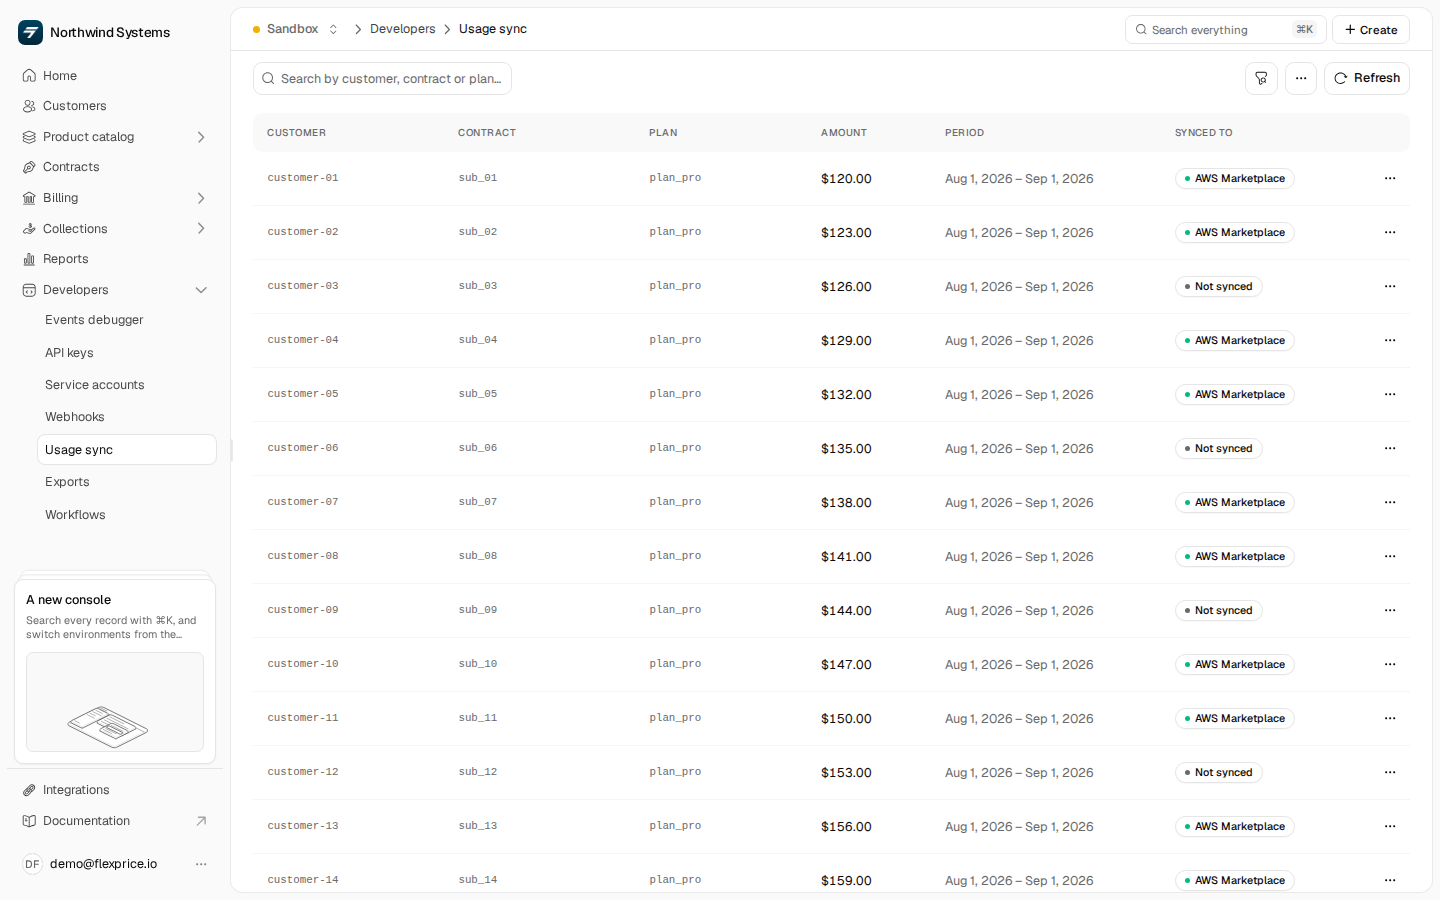 Northwind Systems
Home
Customers
Product catalog
Contracts
Billing
Collections
Reports
Developers
Events debugger
API keys
Service accounts
Webhooks
Usage sync
Exports
Workflows
A new console
Search every record with ⌘K, and
switch environments from the...
Integrations
Documentation
DF demo@flexprice.io
Sandbox Developers Usage sync
Search everything ⌘K
Create
Search by customer, contract or plan...
Refresh
CUSTOMER CONTRACT PLAN AMOUNT PERIOD SYNCED TO
customer-01 sub_01 plan_pro $120.00 Aug 1, 2026 – Sep 1, 2026 AWS Marketplace
customer-02 sub_02 plan_pro $123.00 Aug 1, 2026 – Sep 1, 2026 AWS Marketplace
customer-03 sub_03 plan_pro $126.00 Aug 1, 2026 – Sep 1, 2026 Not synced
customer-04 sub_04 plan_pro $129.00 Aug 1, 2026 – Sep 1, 2026 AWS Marketplace
customer-05 sub_05 plan_pro $132.00 Aug 1, 2026 – Sep 1, 2026 AWS Marketplace
customer-06 sub_06 plan_pro $135.00 Aug 1, 2026 – Sep 1, 2026 Not synced
customer-07 sub_07 plan_pro $138.00 Aug 1, 2026 – Sep 1, 2026 AWS Marketplace
customer-08 sub_08 plan_pro $141.00 Aug 1, 2026 – Sep 1, 2026 AWS Marketplace
customer-09 sub_09 plan_pro $144.00 Aug 1, 2026 – Sep 1, 2026 Not synced
customer-10 sub_10 plan_pro $147.00 Aug 1, 2026 – Sep 1, 2026 AWS Marketplace
customer-11 sub_11 plan_pro $150.00 Aug 1, 2026 – Sep 1, 2026 AWS Marketplace
customer-12 sub_12 plan_pro $153.00 Aug 1, 2026 – Sep 1, 2026 Not synced
customer-13 sub_13 plan_pro $156.00 Aug 1, 2026 – Sep 1, 2026 AWS Marketplace
customer-14 sub_14 plan_pro $159.00 Aug 1, 2026 – Sep 1, 2026 AWS Marketplace